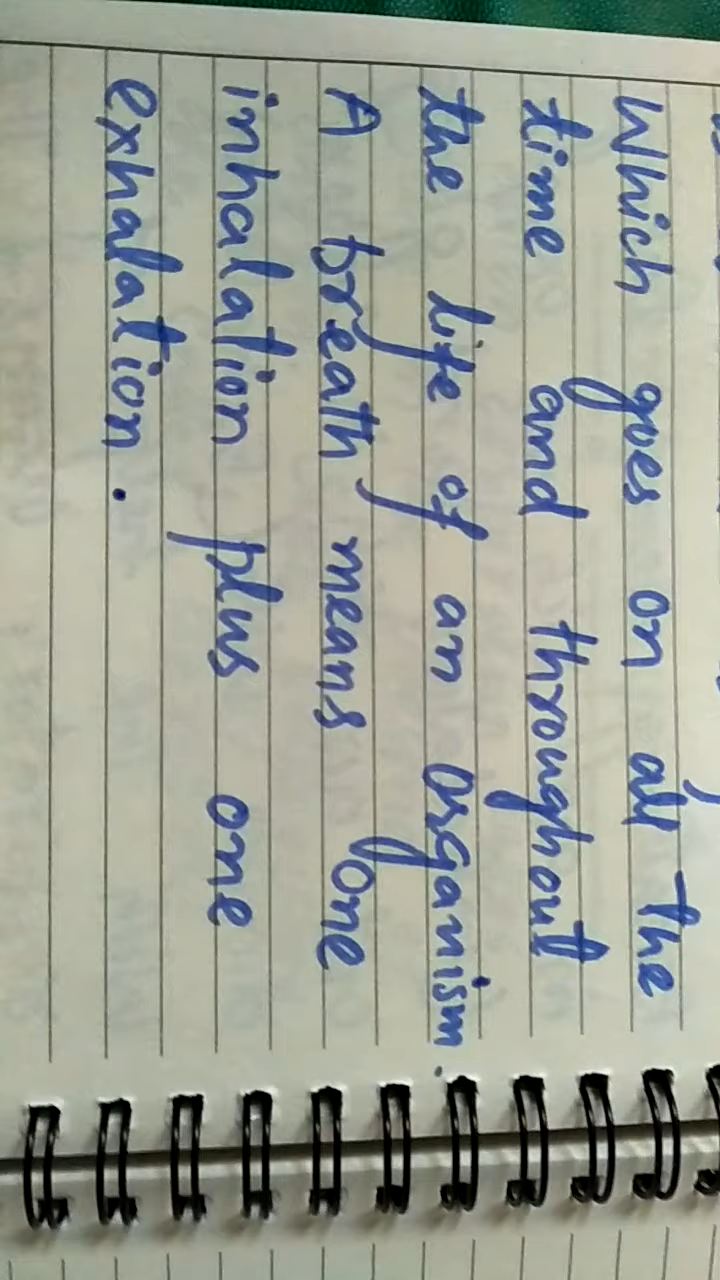 Which goes on all the
time and throughout
the life of an organism.
A breath means one
inhalation plus one
exhalation.